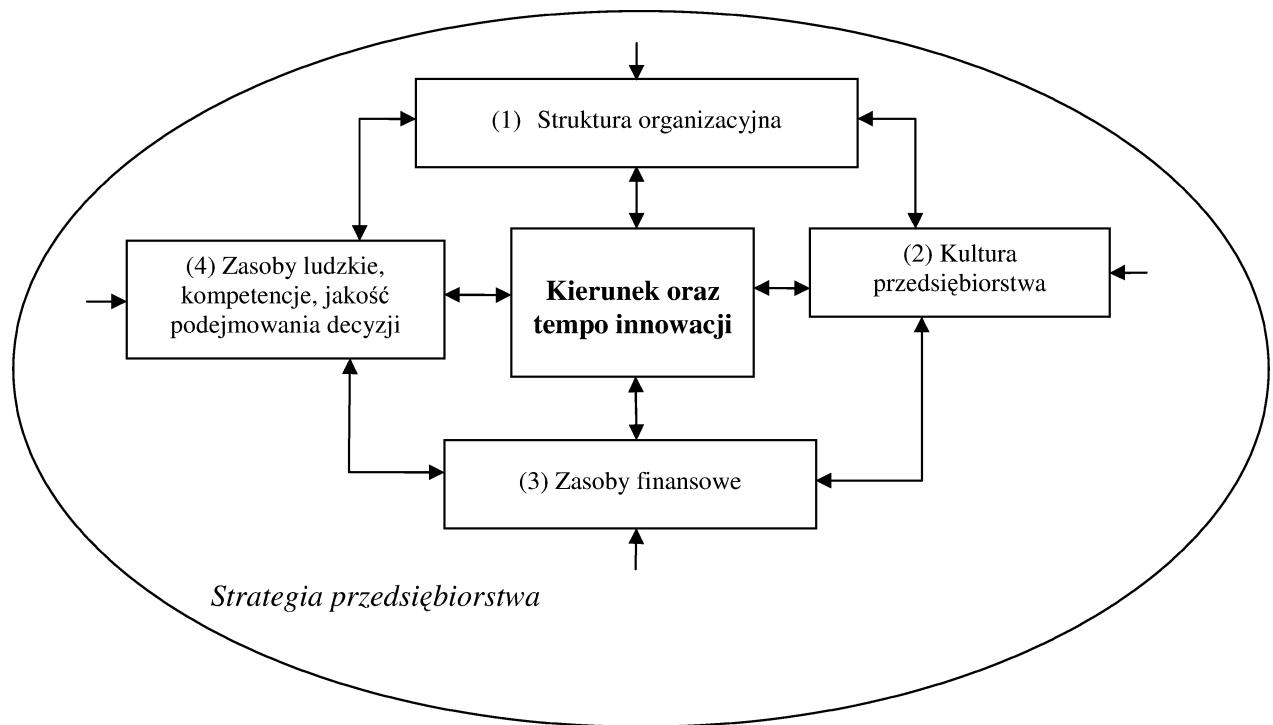 (1) Struktura organizacyjna
(4) Zasoby ludzkie,
kompetencje, jakość
podejmowania decyzji
Kierunek oraz
tempo innowacji
(2) Kultura
przedsiębiorstwa
(3) Zasoby finansowe
Strategia przedsiębiorstwa